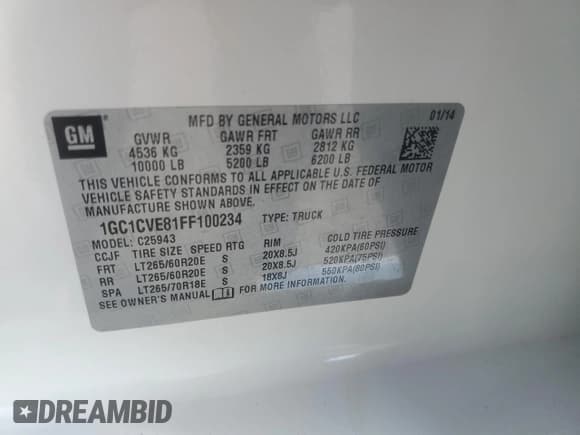 GM
MFD BY GENERAL MOTORS LLC 01/14
GVWR GAWR FRT GAWR RR
4536 KG 2359 KG 2812 KG
10000 LB 5200 LB 6200 LB
THIS VEHICLE CONFORMS TO ALL APPLICABLE U.S. FEDERAL MOTOR
VEHICLE SAFETY STANDARDS IN EFFECT ON THE DATE OF
MANUFACTURE SHOWN ABOVE.
1GC1CVE81FF100234 TYPE: TRUCK
MODEL: C25943
CCJF TIRE SIZE SPEED RTG RIM COLD TIRE PRESSURE
FRT LT265/60R20E S 20X8.5J 420KPA(60PSI)
RR LT265/60R20E S 20X8.5J 520KPA(75PSI)
SPA LT265/70R18E S 18X8J 550KPA(80PSI)
SEE OWNER'S MANUAL FOR MORE INFORMATION.
DREAMBID
DREAMBID